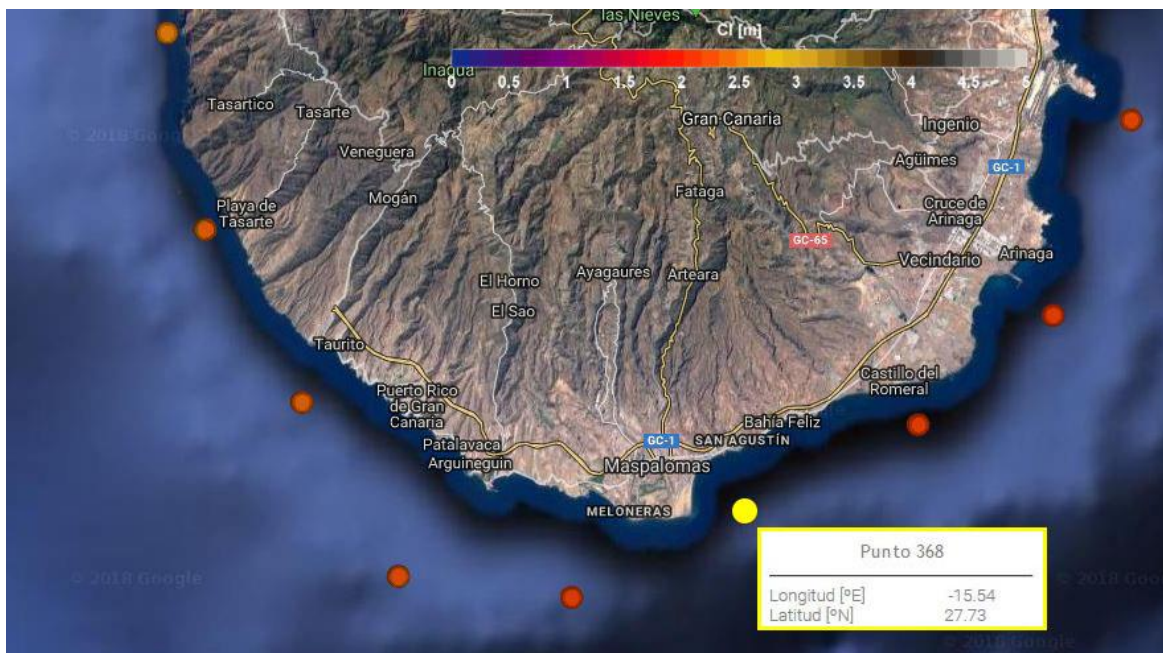 las Nieves
CI [m]
Inagua
0 0.5 1 1.5 2 2.5 3 3.5 4 4.5 5
Tasartico
Tasarte
Gran Canaria
Ingenio
© 2018 Google
Veneguera
Agüimes
GC-1
Mogán
Fataga
Playa de
Tasarte
Cruce de
Arinaga
GC-65
Vecindario
Arinaga
El Horno
Ayagaures
Arteara
El Sao
Taurito
Castillo del
Romeral
Puerto Rico
de Gran
Canaria
Bahía Feliz
Patalavaca
GC-1
SAN AGUSTÍN
Arguineguin
Maspalomas
MELONERAS
Punto 368
© 2018 Google
© 2018 Goo
Longitud [ºE] -15.54
Latitud [ºN] 27.73
© 2018 Google